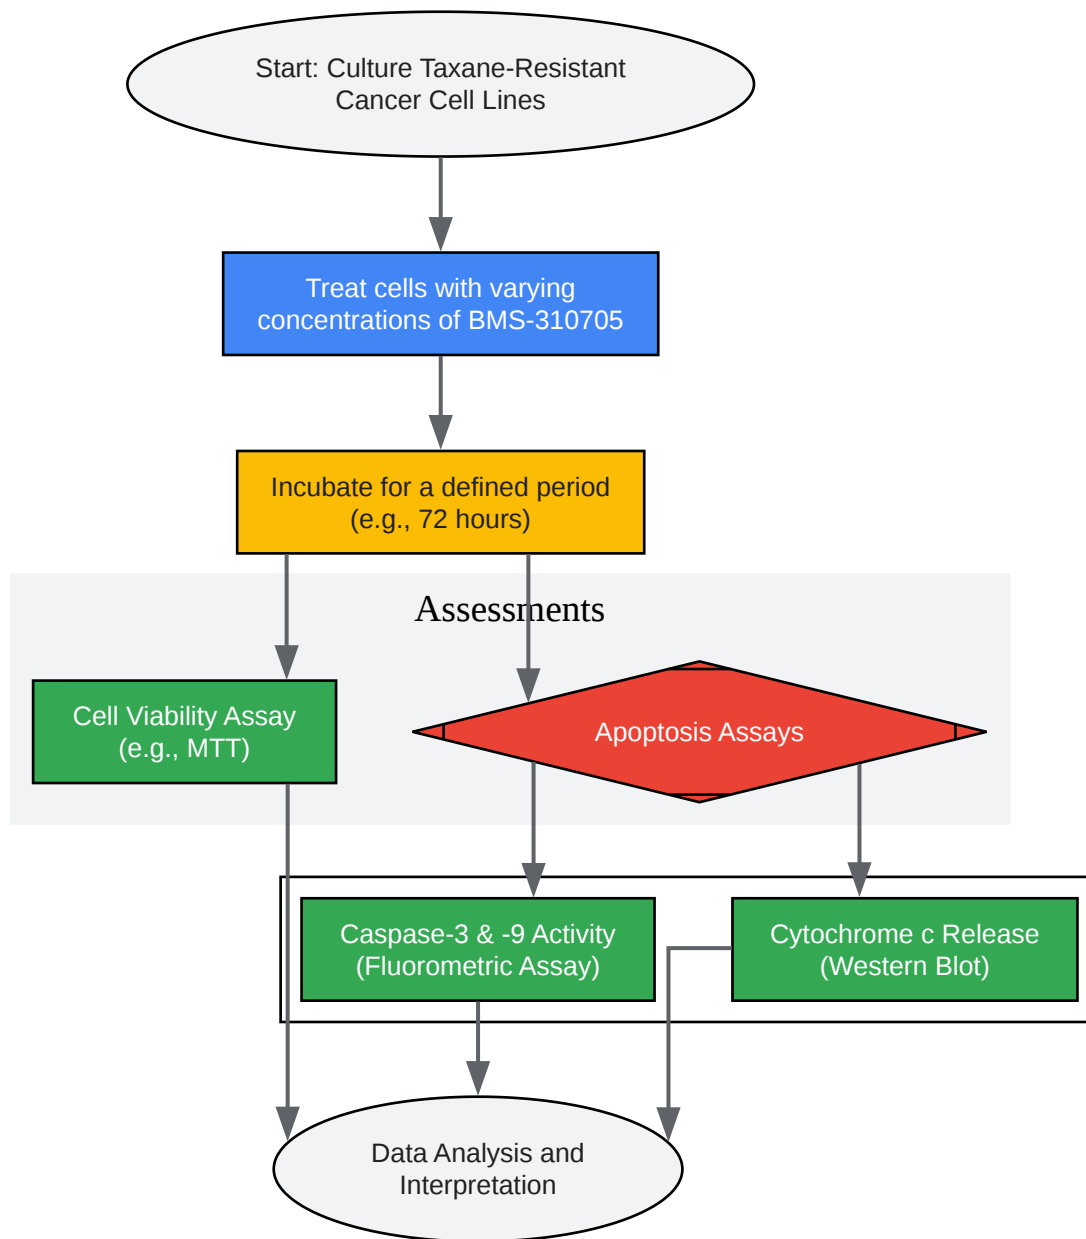 Start: Culture Taxane-Resistant
Cancer Cell Lines
Treat cells with varying
concentrations of BMS-310705
Incubate for a defined period
(e.g., 72 hours)
Assessments
Cell Viability Assay
(e.g., MTT)
Apoptosis Assays
Caspase-3 & -9 Activity
(Fluorometric Assay)
Cytochrome c Release
(Western Blot)
Data Analysis and
Interpretation